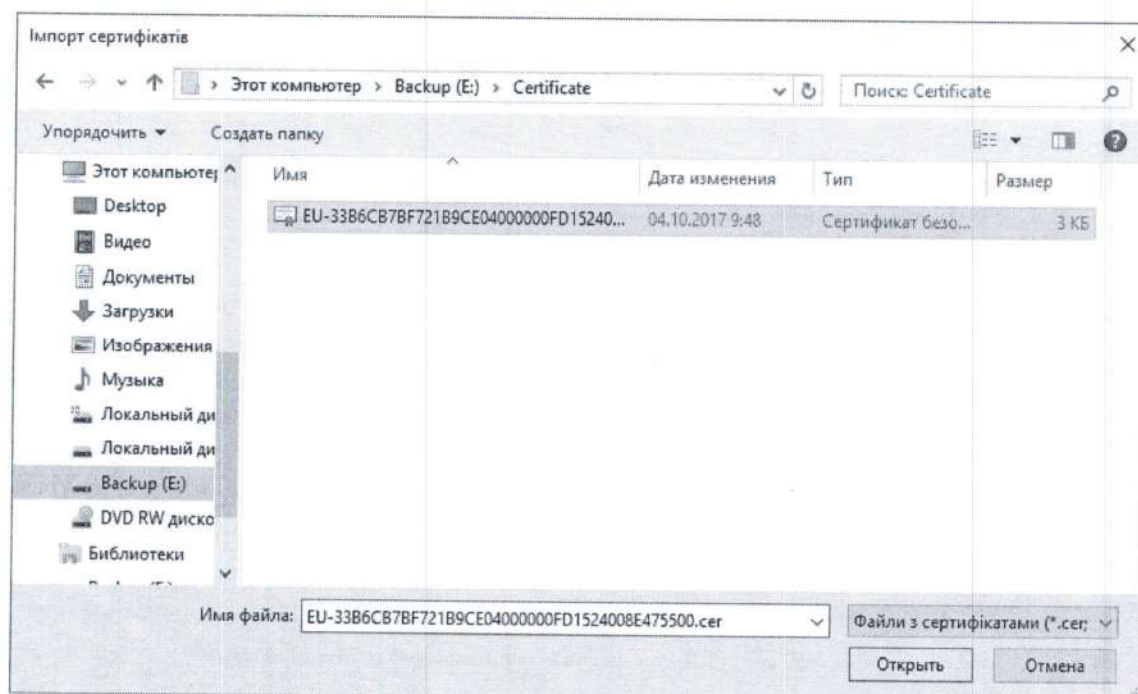 Імпорт сертифікатів
Этот компьютер > Backup (E:) > Certificate
Поиск: Certificate
Упорядочить
Создать папку
Имя
Дата изменения
Тип
Размер
EU-33B6CB7BF721B9CE04000000FD15240...
04.10.2017 9:48
Сертификат безо...
3 КБ
Этот компьютер
Desktop
Видео
Документы
Загрузки
Изображения
Музыка
Локальный ди
Локальный ди
Backup (E:)
DVD RW диско
Библиотеки
Имя файла:
EU-33B6CB7BF721B9CE04000000FD1524008E475500.cer
Файли з сертифікатами (*.cer;
Открыть
Отмена